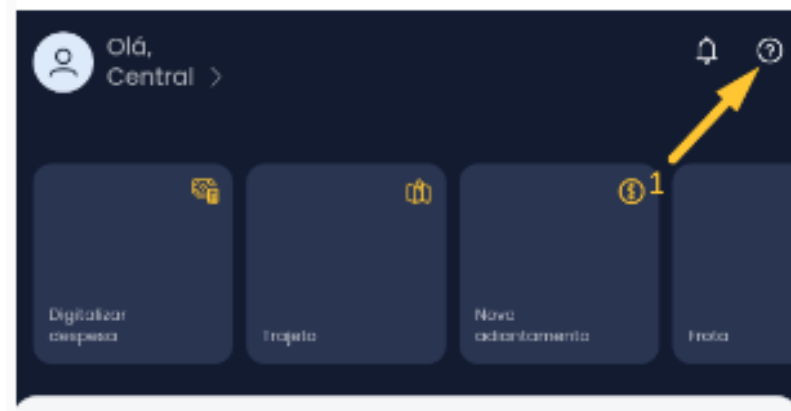 Olá,
Central >
1
Digitalizar
despesa
Trajeto
Novo
adiantamento
Frota